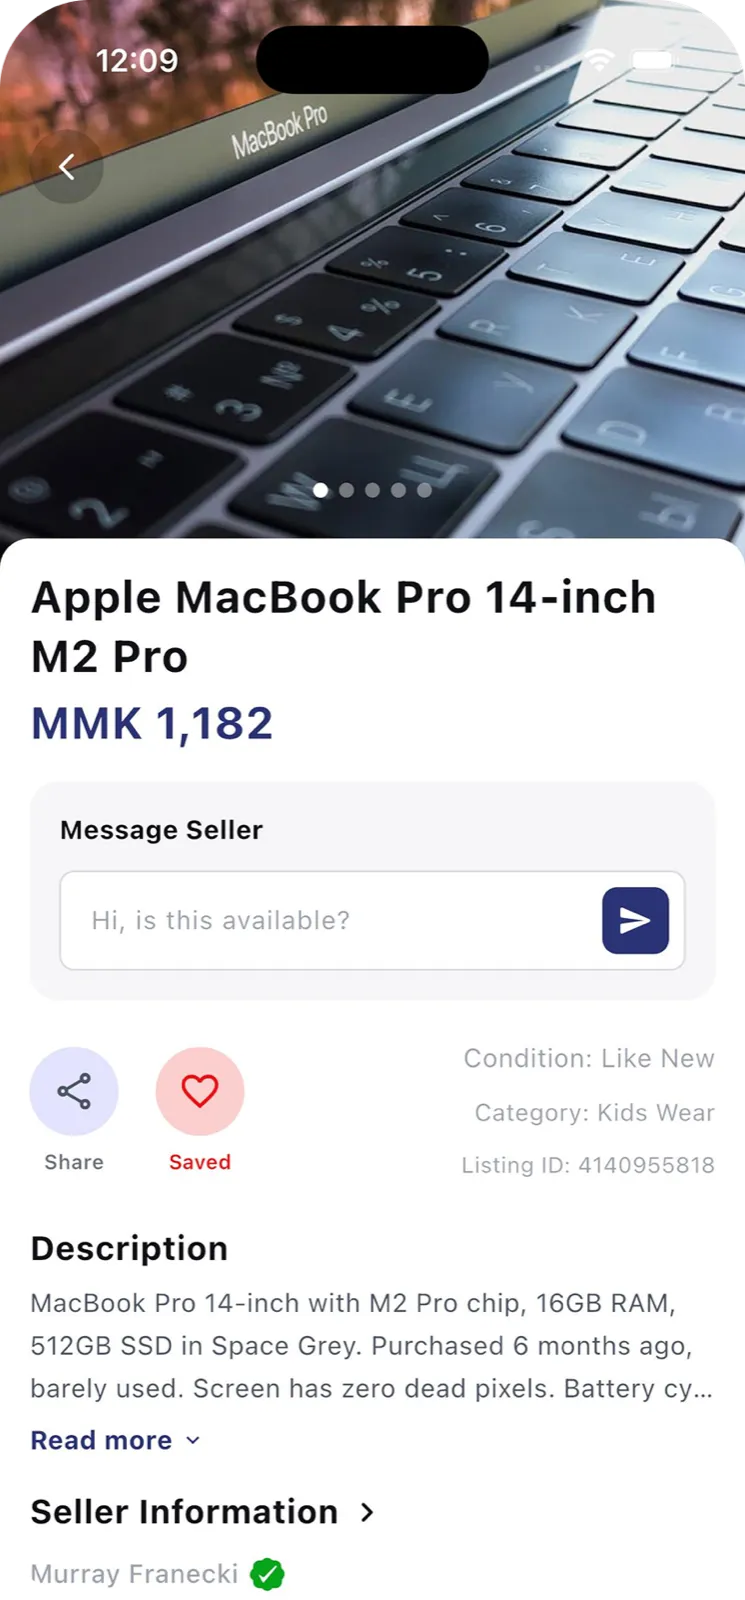 12:09
MacBook Pro
Apple MacBook Pro 14-inch
M2 Pro
MMK 1,182
Message Seller
Hi, is this available?
Share
Saved
Condition: Like New
Category: Kids Wear
Listing ID: 4140955818
Description
MacBook Pro 14-inch with M2 Pro chip, 16GB RAM,
512GB SSD in Space Grey. Purchased 6 months ago,
barely used. Screen has zero dead pixels. Battery cy...
Read more
Seller Information
Murray Franecki